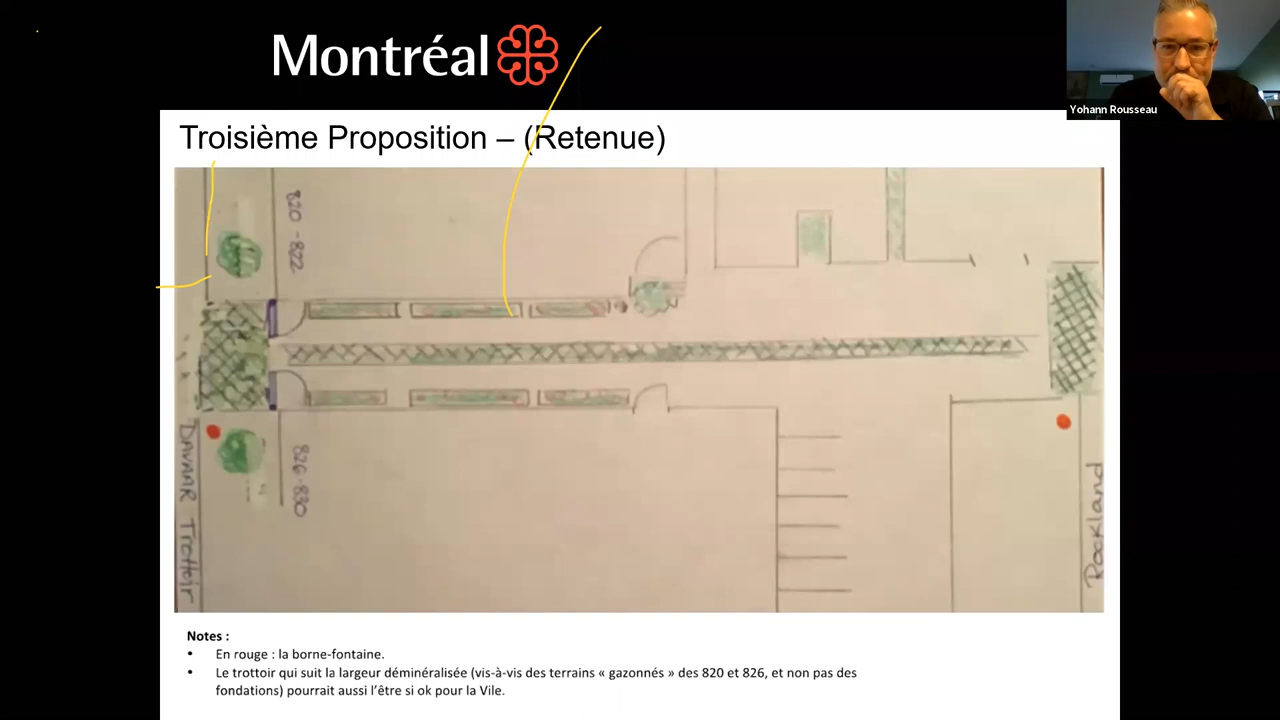 Montréal
Yohann Rousseau
Troisième Proposition – (Retenue)
820 - 822
826-830
DAVAAR Trottoir
Rockland
Notes :
• En rouge : la borne-fontaine.
• Le trottoir qui suit la largeur déminéralisée (vis-à-vis des terrains « gazonnés » des 820 et 826, et non pas des
fondations) pourrait aussi l’être si ok pour la Vile.